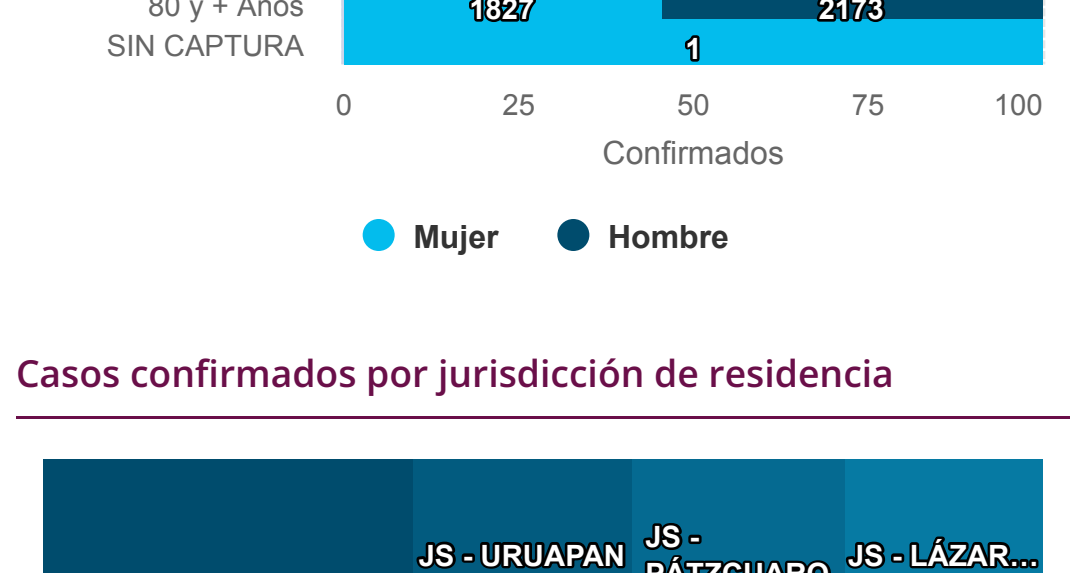 80 y + Años
1827
2173
SIN CAPTURA
1
0 25 50 75 100
Confirmados
Mujer Hombre
Casos confirmados por jurisdicción de residencia
JS - URUAPAN
JS -
PÁTZCUARO
JS - LÁZAR...